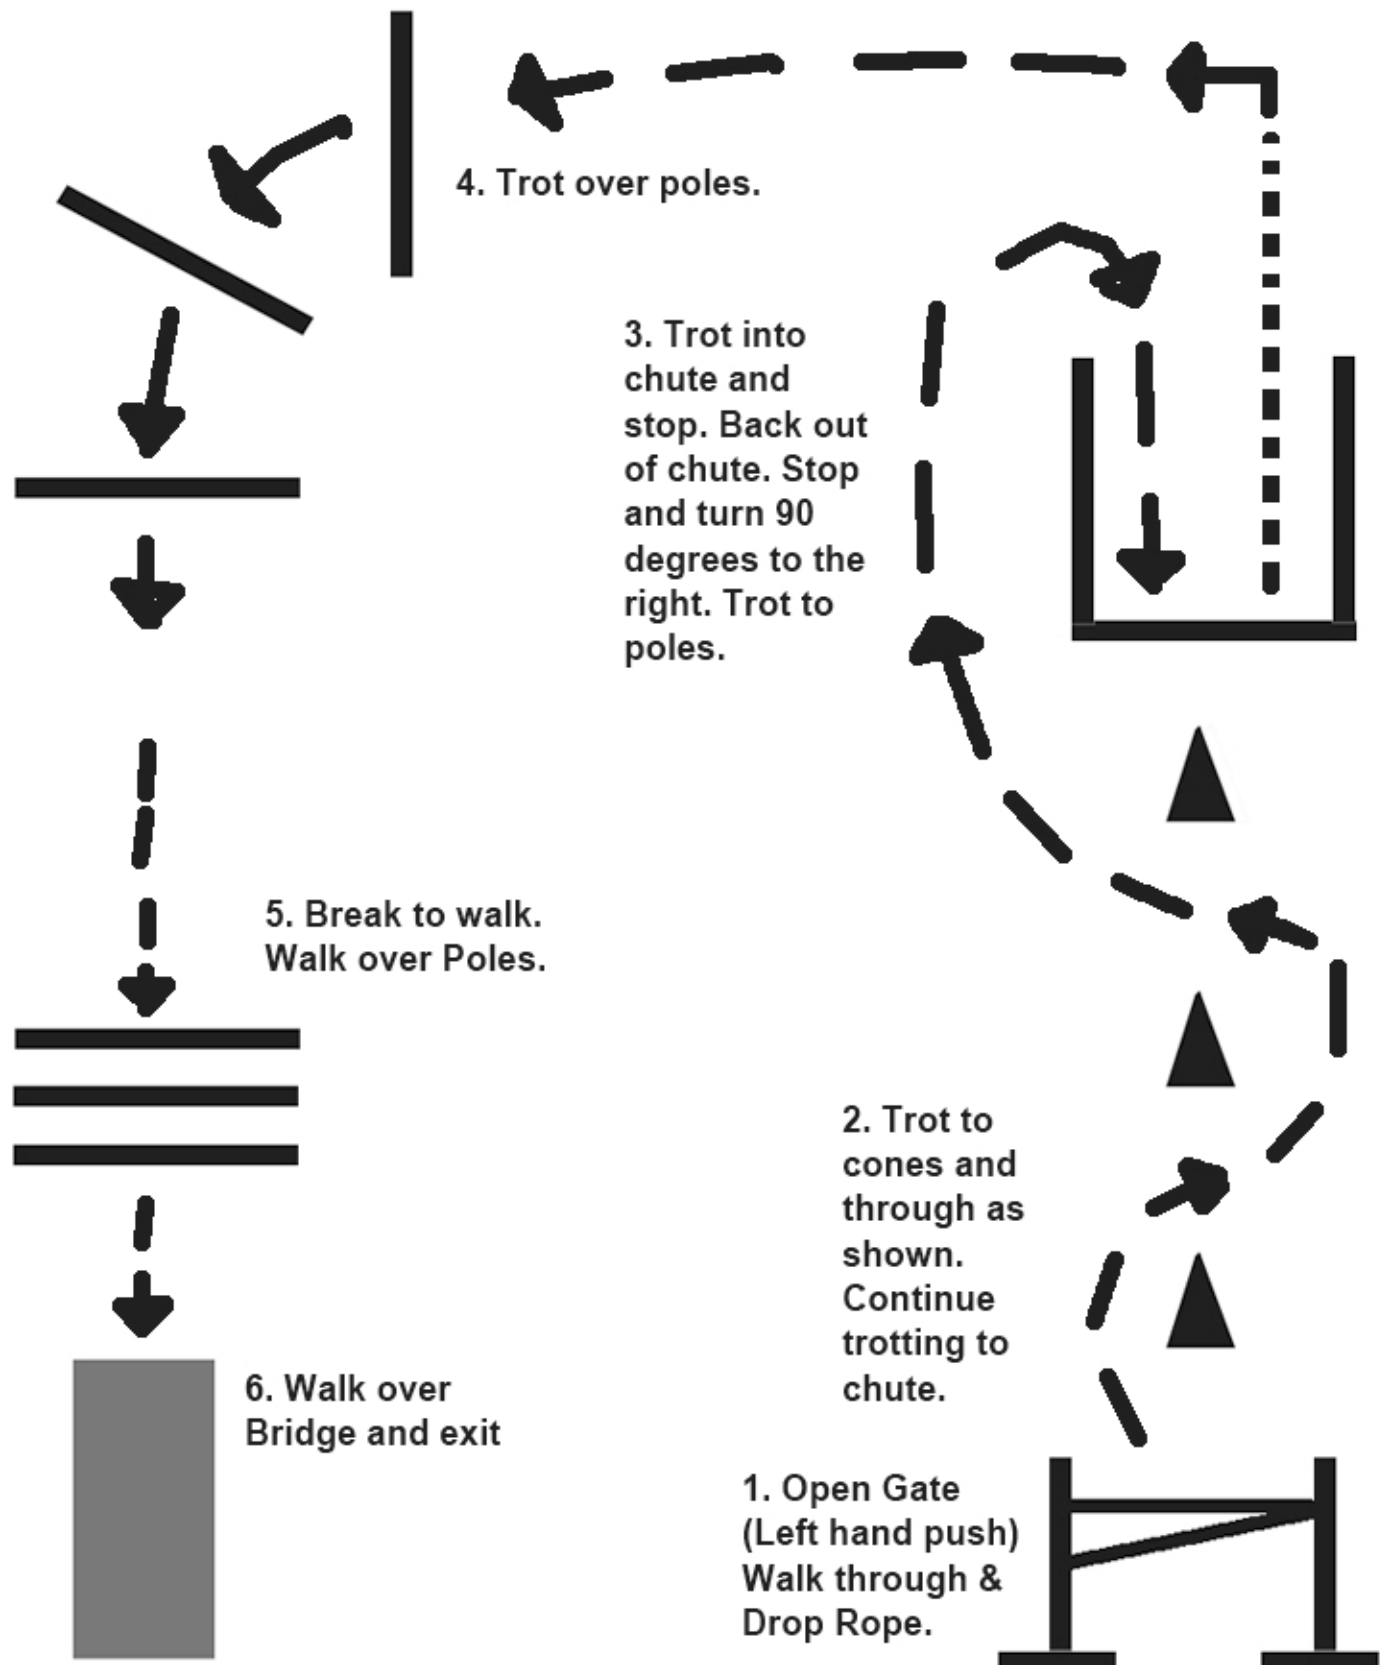 4. Trot over poles.
3. Trot into
chute and
stop. Back out
of chute. Stop
and turn 90
degrees to the
right. Trot to
poles.
5. Break to walk.
Walk over Poles.
2. Trot to
cones and
through as
shown.
Continue
trotting to
chute.
6. Walk over
Bridge and exit
1. Open Gate
(Left hand push)
Walk through &
Drop Rope.